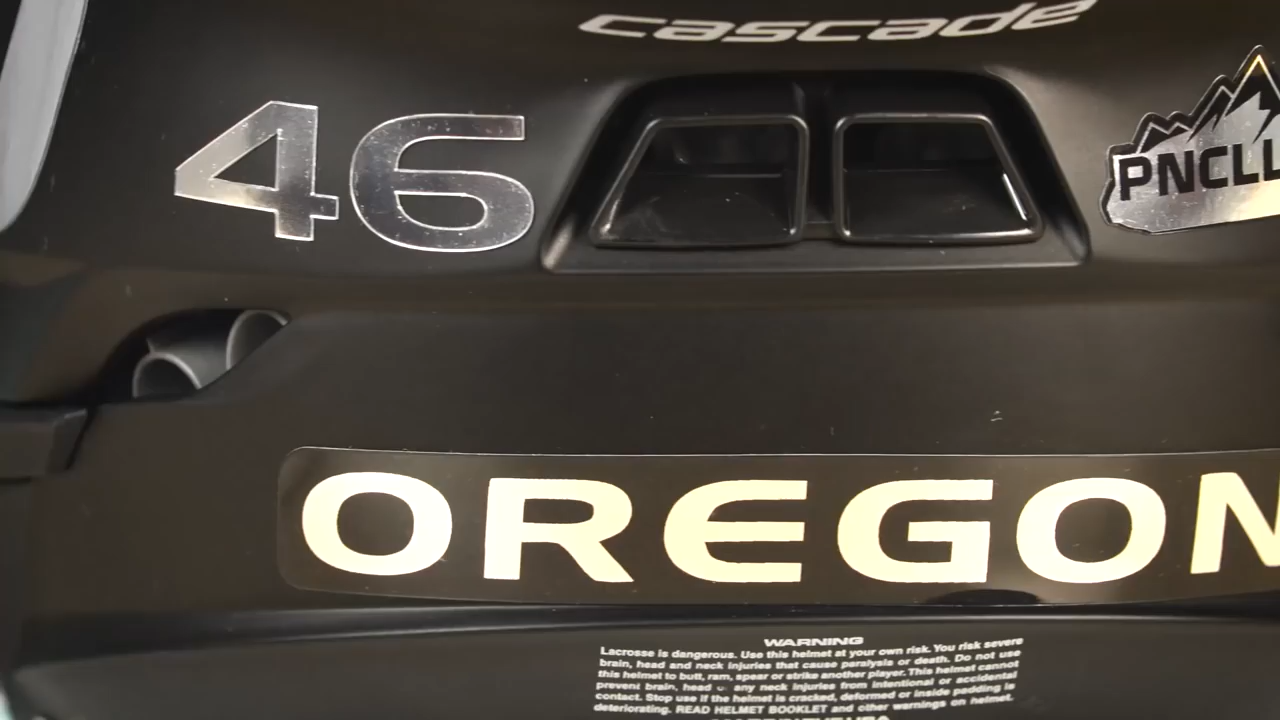 cascade
46
PNCLL
OREGON
WARNING
Lacrosse is dangerous. Use this helmet at your own risk. You risk severe
brain, head and neck injuries that cause paralysis or death. Do not use
this helmet to butt, ram, spear or strike another player. This helmet cannot
prevent brain, head or any neck injuries from intentional or accidental
contact. Stop use if the helmet is cracked, deformed or inside padding is
deteriorating. READ HELMET BOOKLET and other warnings on helmet.